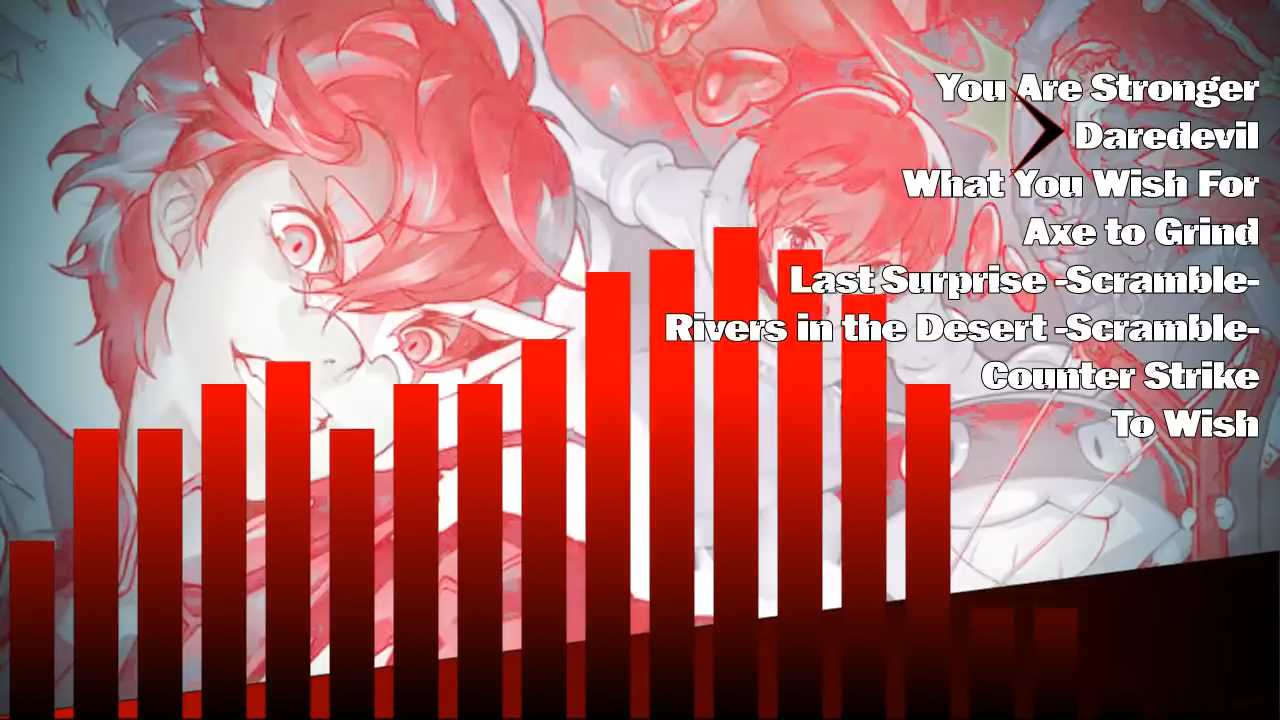 You Are Stronger
Daredevil
What You Wish For
Axe to Grind
Last Surprise -Scramble-
Rivers in the Desert -Scramble-
Counter Strike
To Wish